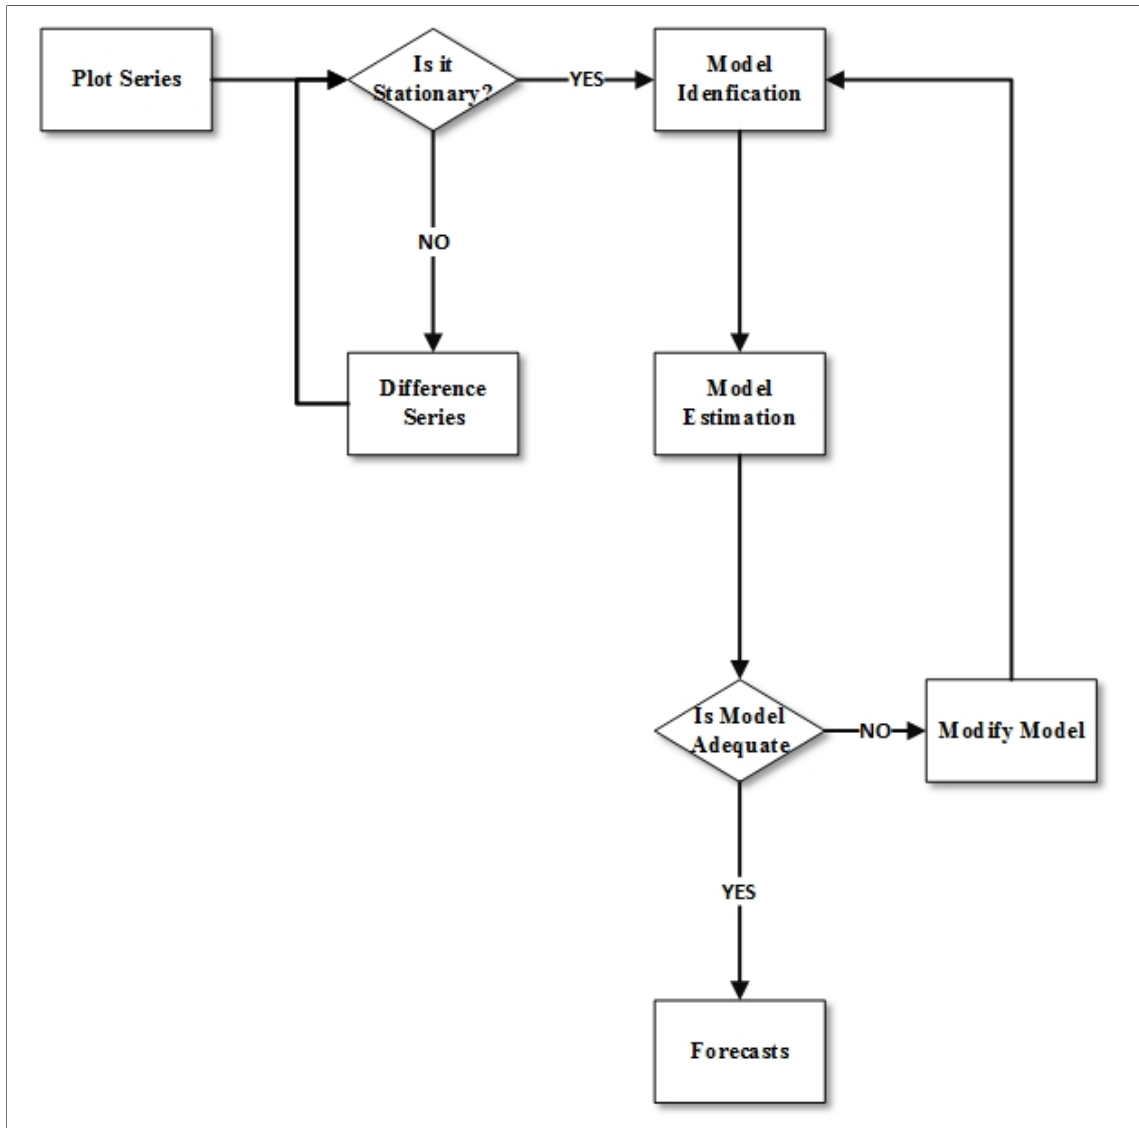 Plot Series
Is it
Stationary?
YES
Model
Idenfication
NO
Difference
Series
Model
Estimation
Is Model
Adequate
NO
Modify Model
YES
Forecasts